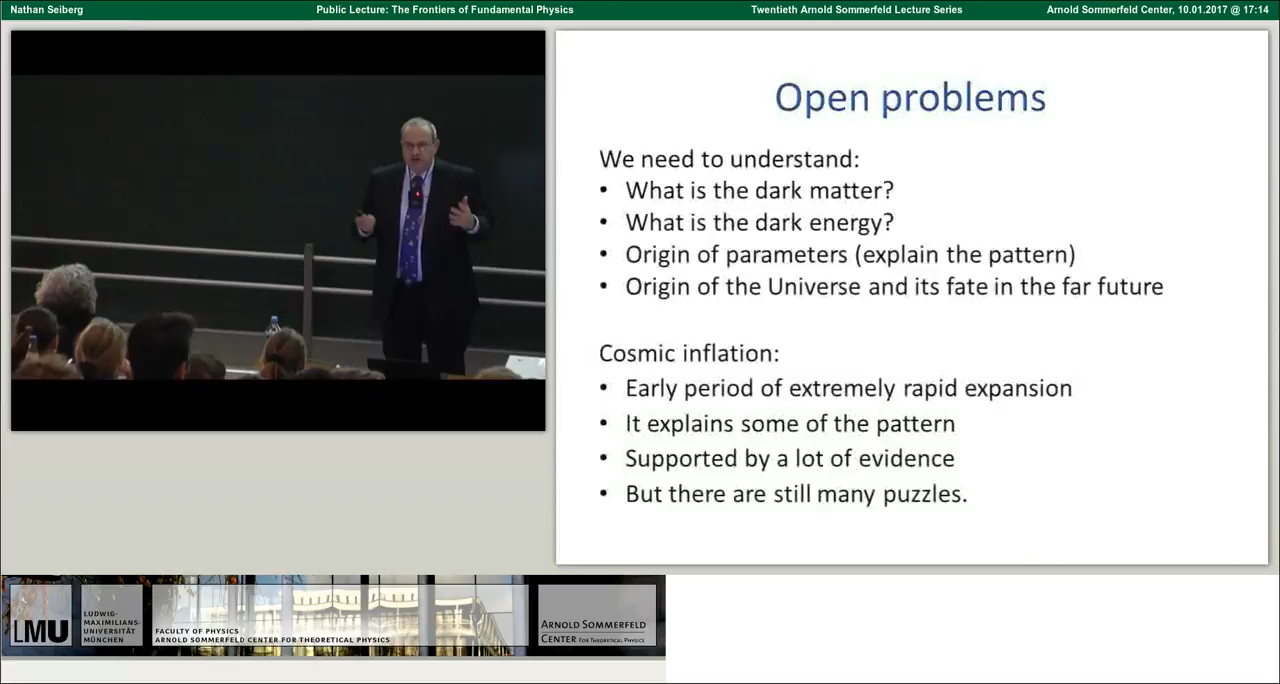 Nathan Seiberg
Public Lecture: The Frontiers of Fundamental Physics
Twentieth Arnold Sommerfeld Lecture Series
Arnold Sommerfeld Center, 10.01.2017 @ 17:14
Open problems
We need to understand:
• What is the dark matter?
• What is the dark energy?
• Origin of parameters (explain the pattern)
• Origin of the Universe and its fate in the far future
Cosmic inflation:
• Early period of extremely rapid expansion
• It explains some of the pattern
• Supported by a lot of evidence
• But there are still many puzzles.
LMU
LUDWIG-
MAXIMILIANS-
UNIVERSITÄT
MÜNCHEN
FACULTY OF PHYSICS
ARNOLD SOMMERFELD CENTER FOR THEORETICAL PHYSICS
ARNOLD SOMMERFELD
CENTER FOR THEORETICAL PHYSICS